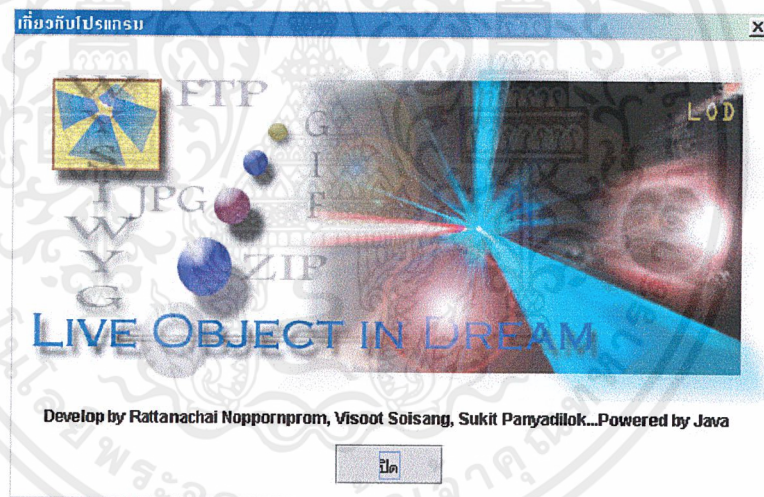 เกี่ยวกับโปรแกรม
WYSIWYG
FTP
GIF
JPG
ZIP
LOD
LIVE OBJECT IN DREAM
Develop by Rattanachai Noppornprom, Visoot Soisang, Sukit Panyadilok...Powered by Java
ปิด